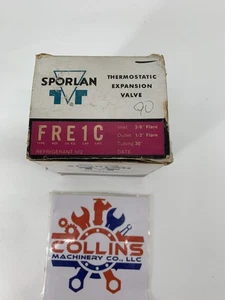 SPORLAN
THERMOSTATIC
EXPANSION
VALVE
90
FRE1C
Inlet 3/8" Flare
Outlet 1/2" Flare
Tubing 30"
REFRIGERANT 502
DATE
COLLINS
MACHINERY CO., LLC